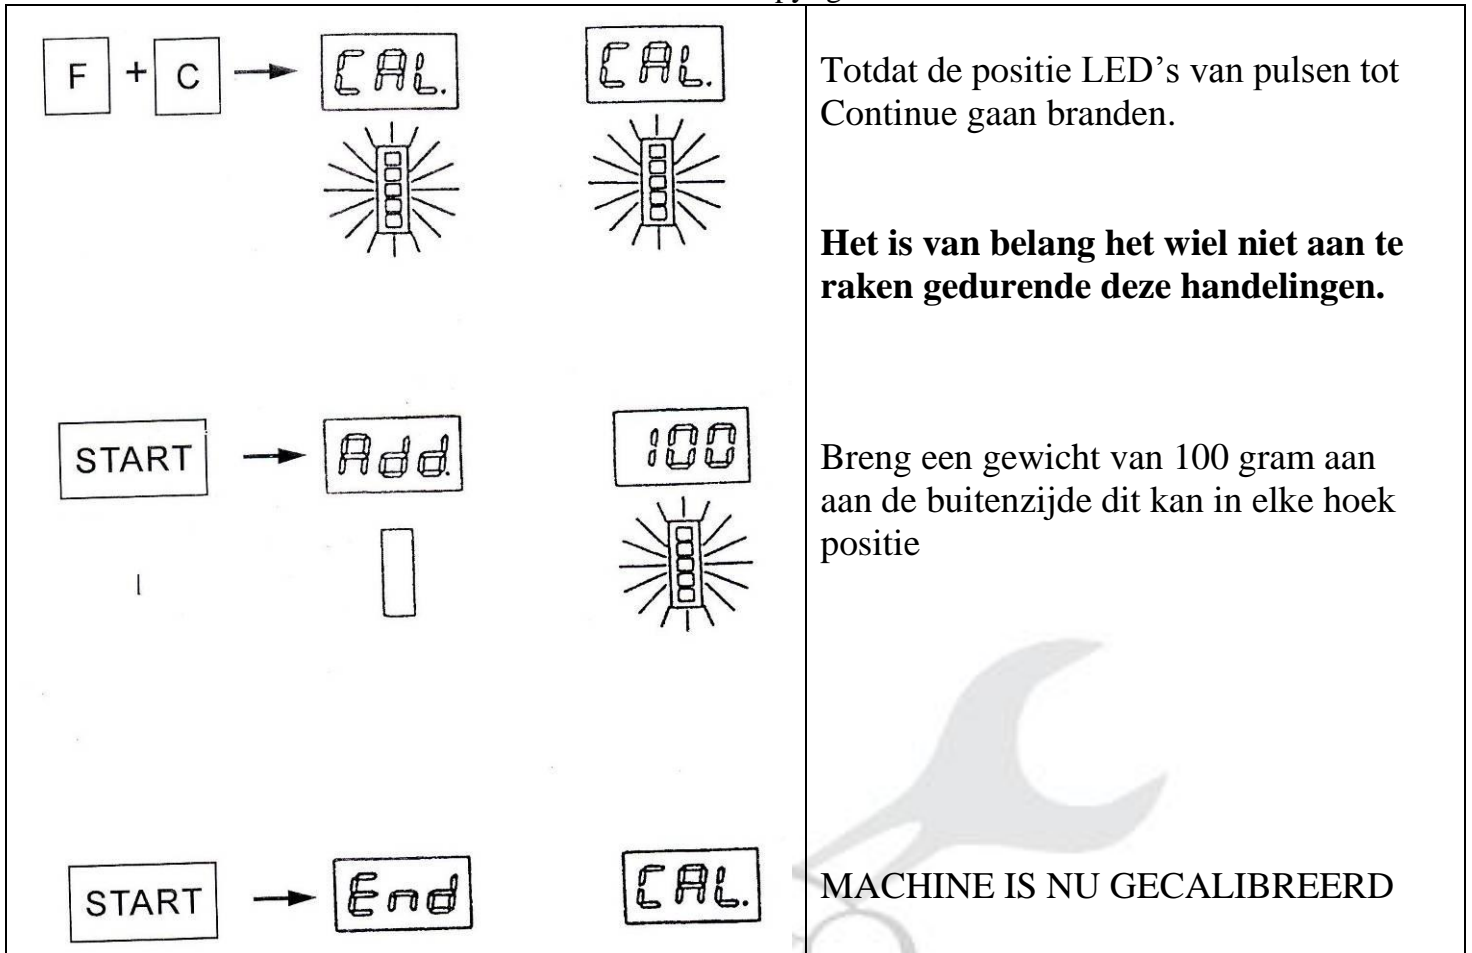 F + C CAL. CAL.
Totdat de positie LED’s van pulsen tot
Continue gaan branden.
Het is van belang het wiel niet aan te
raken gedurende deze handelingen.
START Add. 100
Breng een gewicht van 100 gram aan
aan de buitenzijde dit kan in elke hoek
positie
START End CAL.
MACHINE IS NU GECALIBREERD